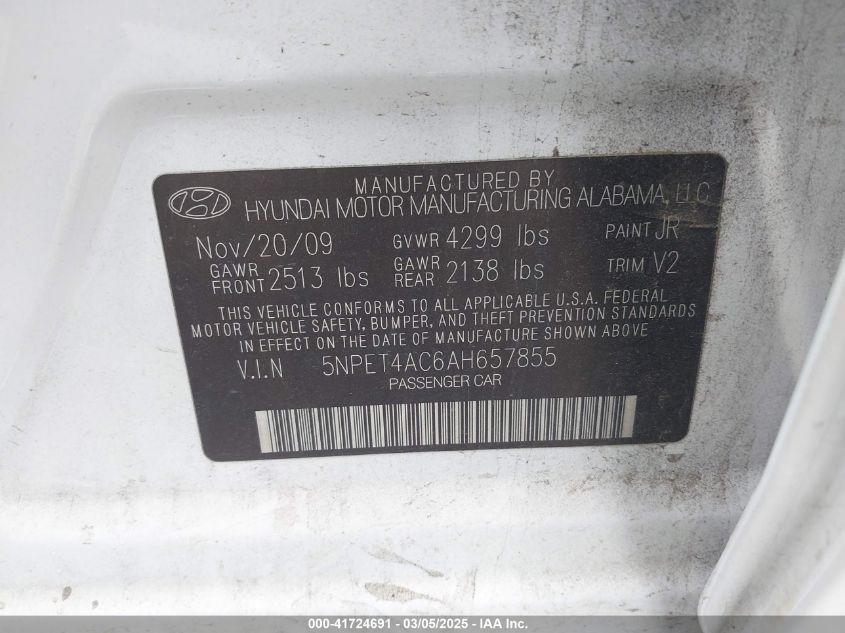 MANUFACTURED BY
HYUNDAI MOTOR MANUFACTURING ALABAMA, LLC
Nov/20/09 GVWR 4299 lbs PAINT JR
GAWR FRONT 2513 lbs GAWR REAR 2138 lbs TRIM V2
THIS VEHICLE CONFORMS TO ALL APPLICABLE U.S.A. FEDERAL
MOTOR VEHICLE SAFETY, BUMPER, AND THEFT PREVENTION STANDARDS
IN EFFECT ON THE DATE OF MANUFACTURE SHOWN ABOVE
V.I.N 5NPET4AC6AH657855
PASSENGER CAR
000-41724691 - 03/05/2025 - IAA Inc.